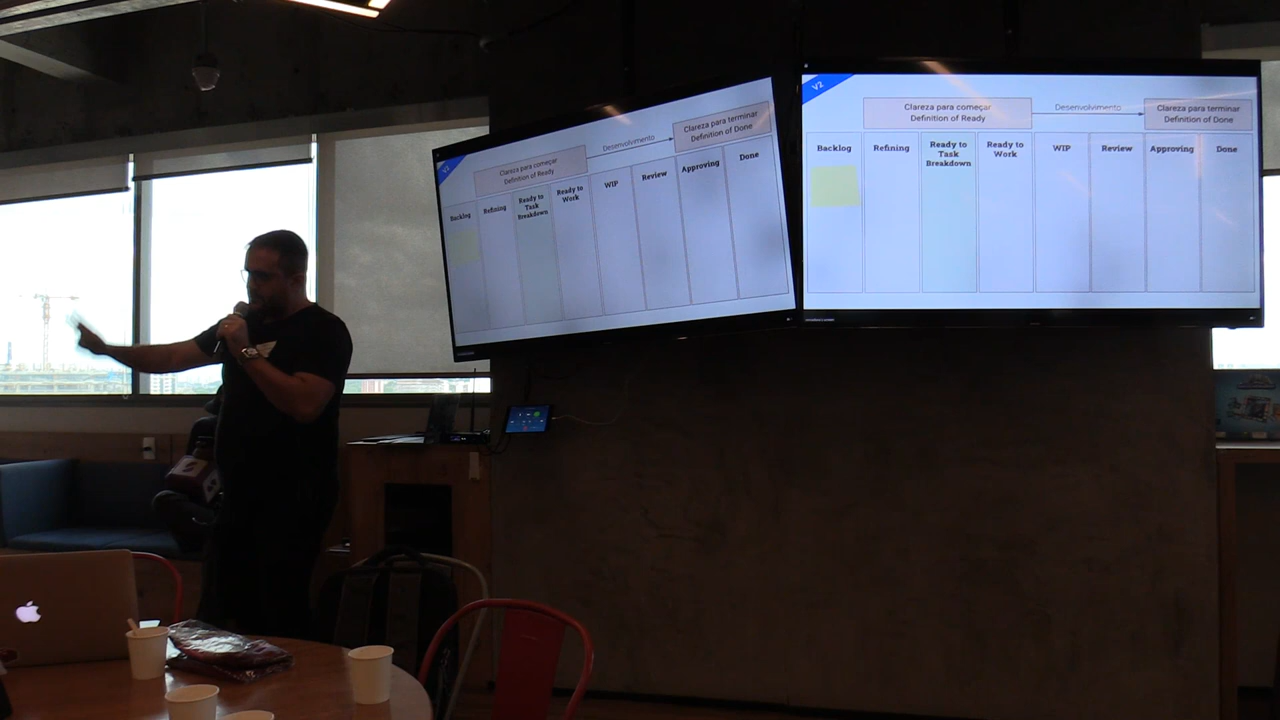 V2
Clareza para começar
Definition of Ready
Desenvolvimento
Clareza para terminar
Definition of Done
Backlog
Refining
Ready to
Task
Breakdown
Ready to
Work
WIP
Review
Approving
Done
V2
Clareza para começar
Definition of Ready
Desenvolvimento
Clareza para terminar
Definition of Done
Backlog
Refining
Ready to
Task
Breakdown
Ready to
Work
WIP
Review
Approving
Done